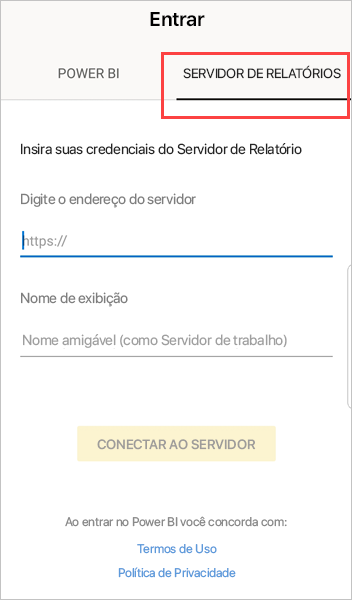 Entrar
POWER BI
SERVIDOR DE RELATÓRIOS
Insira suas credenciais do Servidor de Relatório
Digite o endereço do servidor
https://
Nome de exibição
Nome amigável (como Servidor de trabalho)
CONECTAR AO SERVIDOR
Ao entrar no Power BI você concorda com:
Termos de Uso
Política de Privacidade